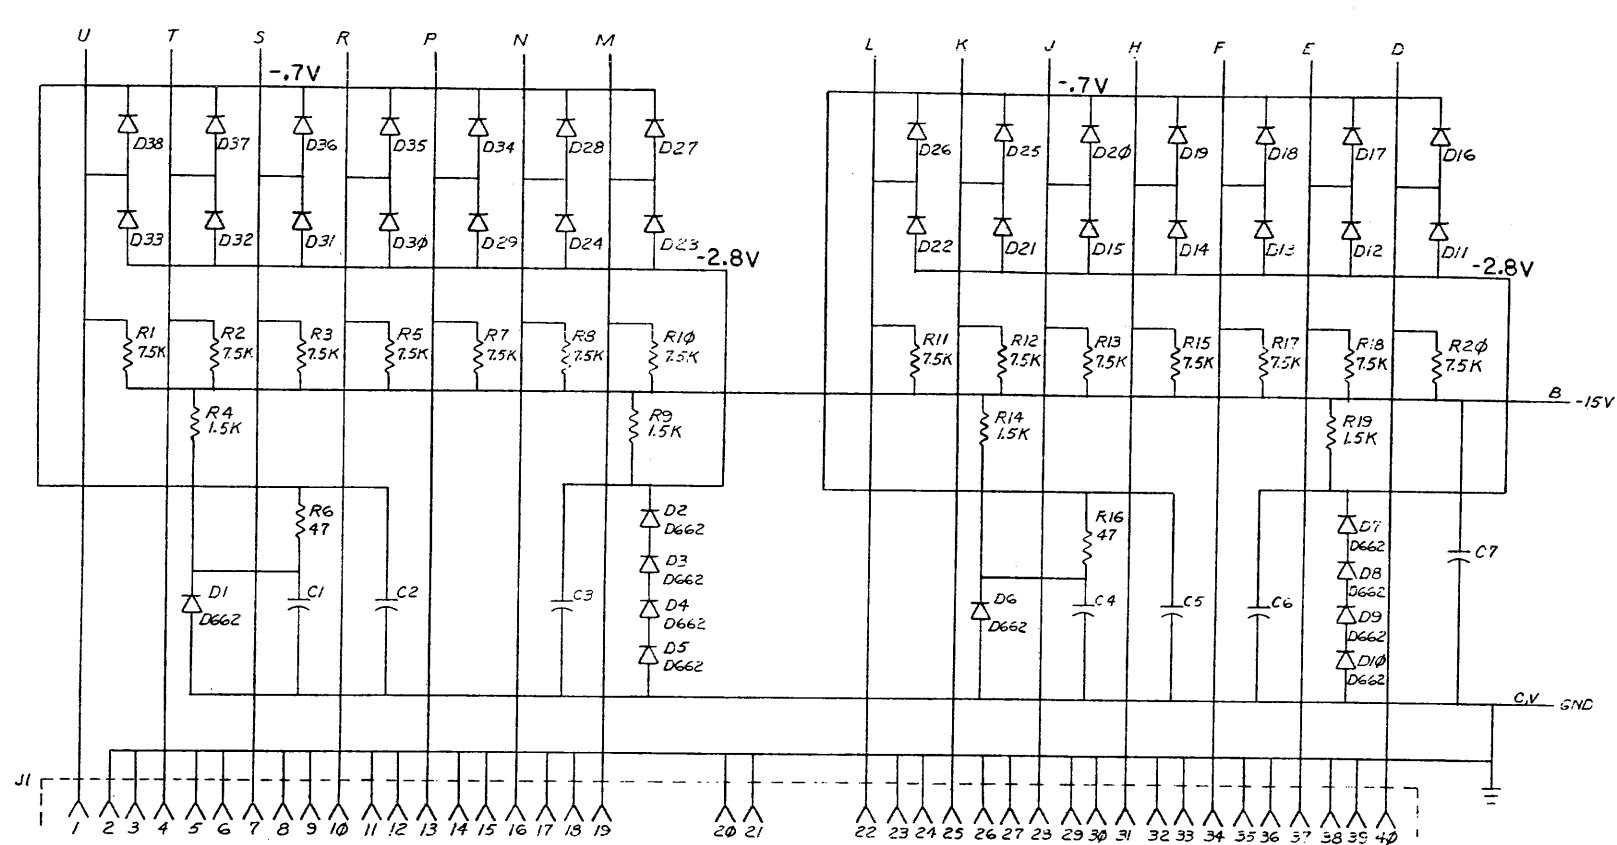 U T S R P N M L K J H F E D
-.7V -.7V
D38 D37 D36 D35 D34 D28 D27 D26 D25 D2Ø D19 D18 D17 D16
D33 D32 D31 D3Ø D29 D24 D23 D22 D21 D15 D14 D13 D12 D11
-2.8V -2.8V
R1 R2 R3 R5 R7 R8 R1Ø R11 R12 R13 R15 R17 R18 R2Ø
7.5K 7.5K 7.5K 7.5K 7.5K 7.5K 7.5K 7.5K 7.5K 7.5K 7.5K 7.5K 7.5K 7.5K
B -15V
R4 R9 R14 R19
1.5K 1.5K 1.5K 1.5K
R6 D2 R16 D7
47 D662 47 D662
D3 D8 C7
D662 D662
D1 C1 C2 C3 D4 D6 C4 C5 C6 D9
D662 D662 D662 D662
D5 D1Ø
D662 D662
C,V GND
J1
1 2 3 4 5 6 7 8 9 1Ø 11 12 13 14 15 16 17 18 19 2Ø 21 22 23 24 25 26 27 28 29 3Ø 31 32 33 34 35 36 37 38 39 4Ø